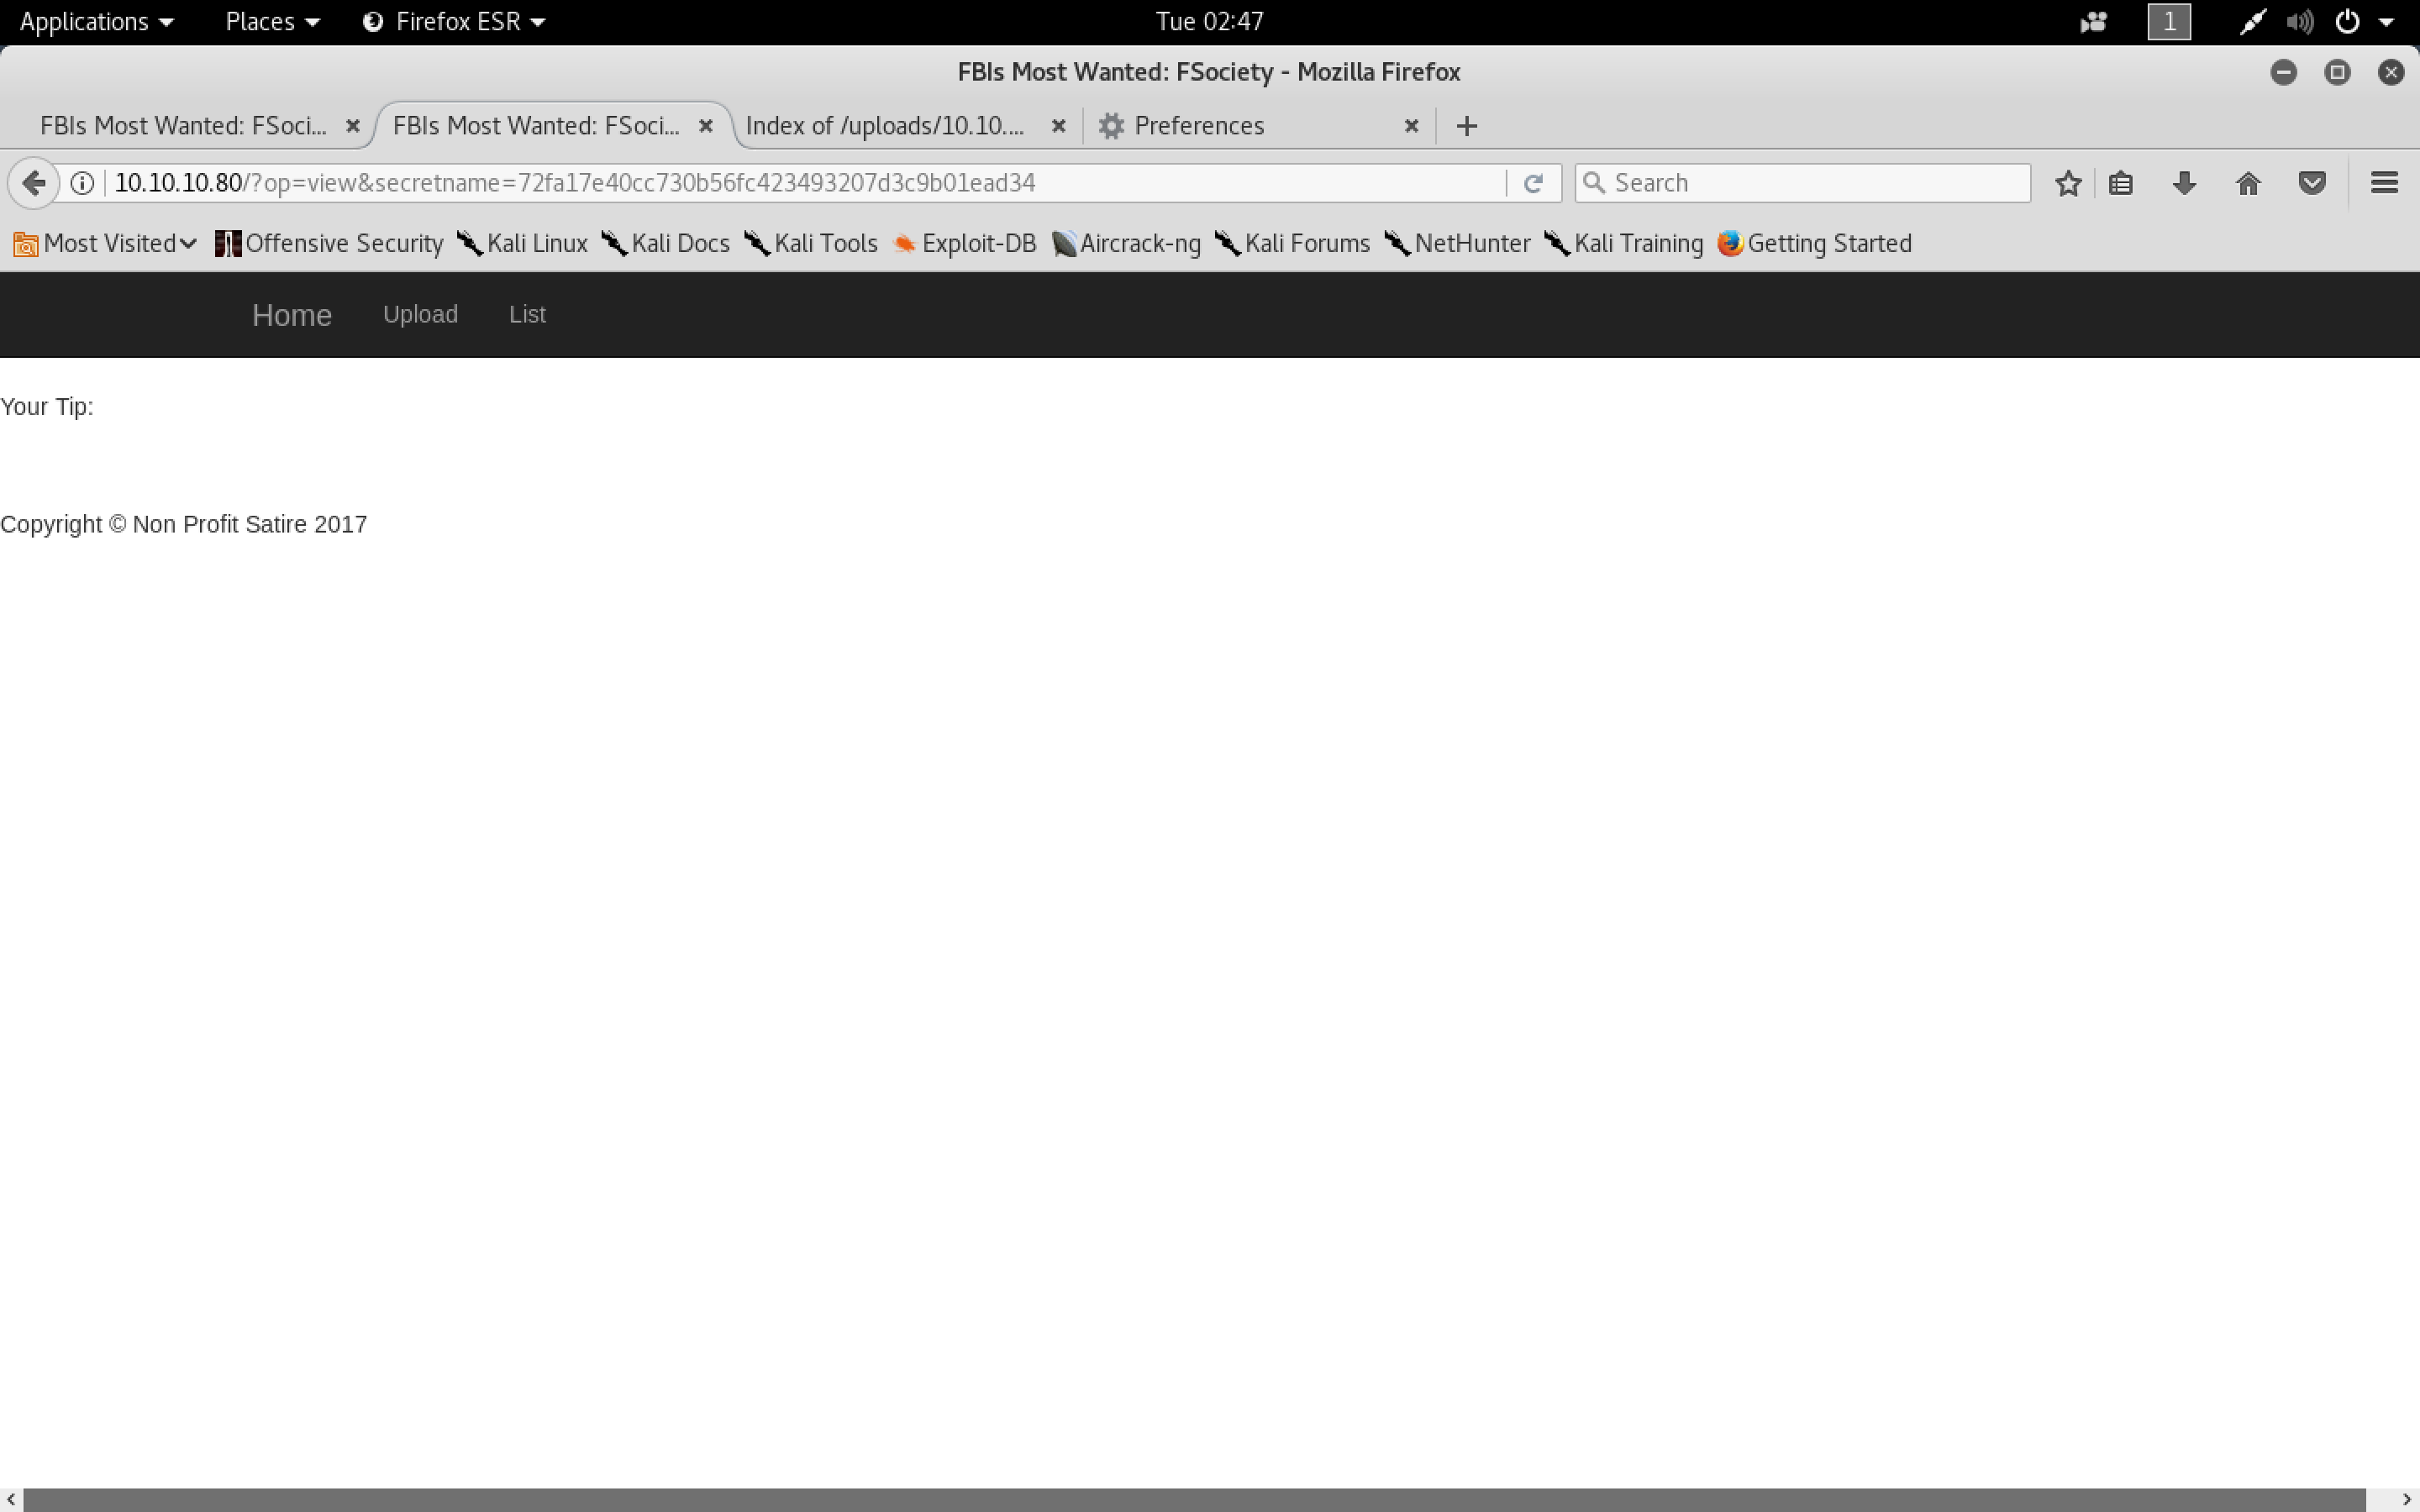 Applications Places Firefox ESR Tue 02:47 1
FBIs Most Wanted: FSociety - Mozilla Firefox
FBIs Most Wanted: FSoci... FBIs Most Wanted: FSoci... Index of /uploads/10.10.... Preferences
10.10.10.80/?op=view&secretname=72fa17e40cc730b56fc423493207d3c9b01ead34 Search
Most Visited Offensive Security Kali Linux Kali Docs Kali Tools Exploit-DB Aircrack-ng Kali Forums NetHunter Kali Training Getting Started
Home Upload List
Your Tip:
Copyright © Non Profit Satire 2017